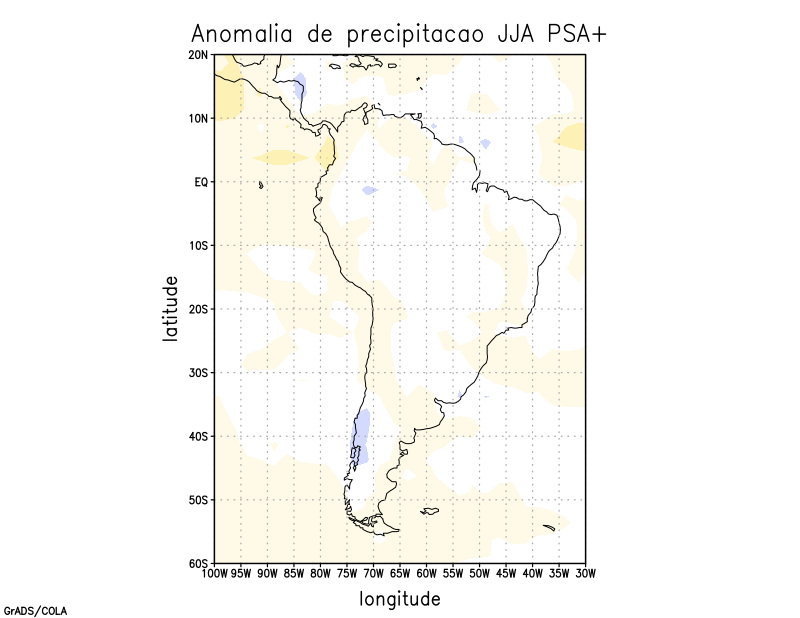 Anomalia de precipitacao JJA PSA+
20N
10N
EQ
10S
20S
30S
40S
50S
60S
latitude
100W 95W 90W 85W 80W 75W 70W 65W 60W 55W 50W 45W 40W 35W 30W
longitude
GrADS/COLA